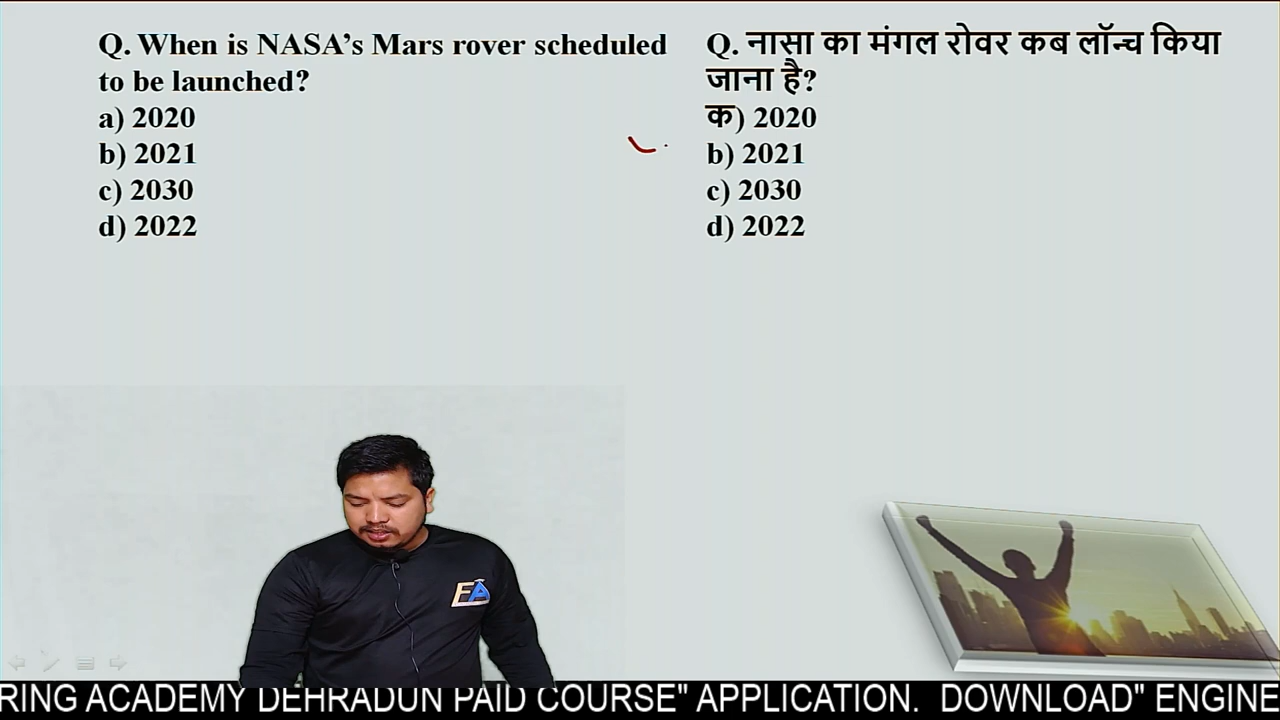 Q. When is NASA's Mars rover scheduled
to be launched?
a) 2020
b) 2021
c) 2030
d) 2022
Q. नासा का मंगल रोवर कब लॉन्च किया
जाना है?
क) 2020
b) 2021
c) 2030
d) 2022
EA
RING ACADEMY DEHRADUN PAID COURSE" APPLICATION. DOWNLOAD" ENGINE